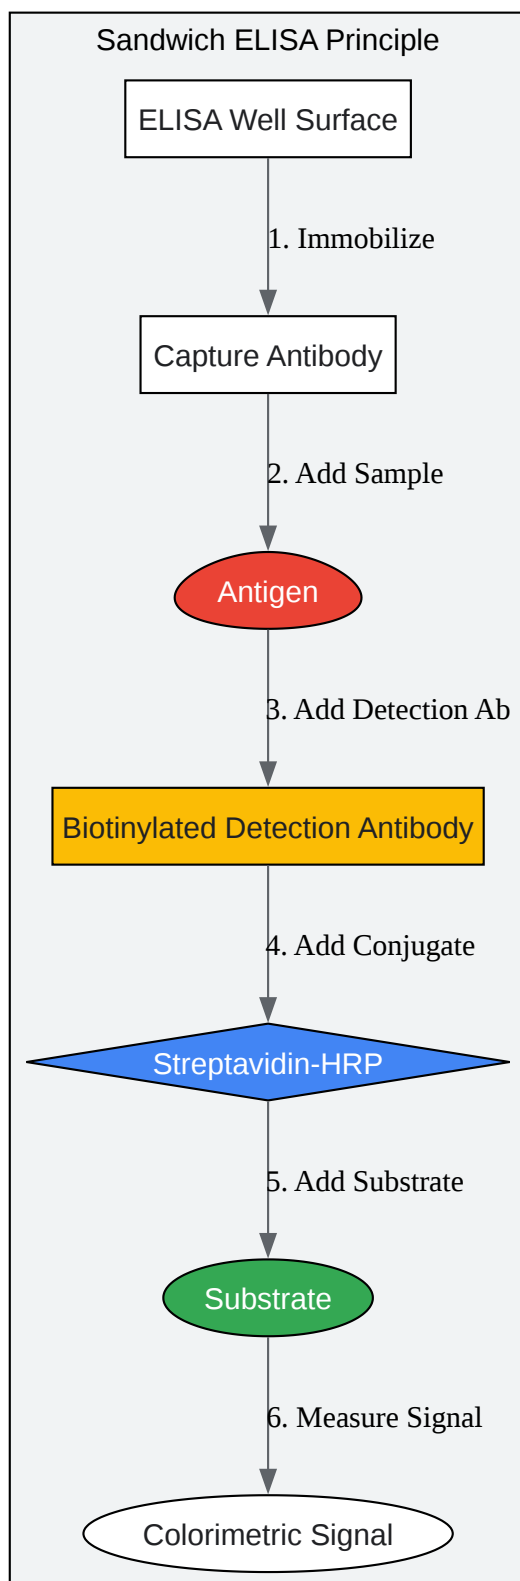 Sandwich ELISA Principle
ELISA Well Surface
1. Immobilize
Capture Antibody
2. Add Sample
Antigen
3. Add Detection Ab
Biotinylated Detection Antibody
4. Add Conjugate
Streptavidin-HRP
5. Add Substrate
Substrate
6. Measure Signal
Colorimetric Signal